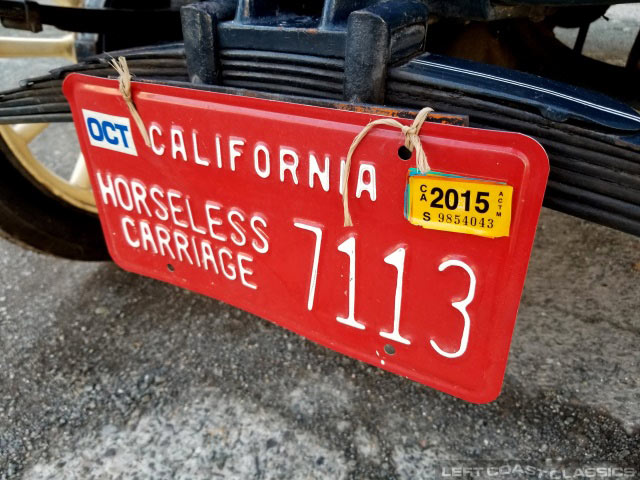 OCT
CALIFORNIA
HORSELESS
CARRIAGE
7113
CA 2015 ACTM
S 9854043
LEFT COAST CLASSICS